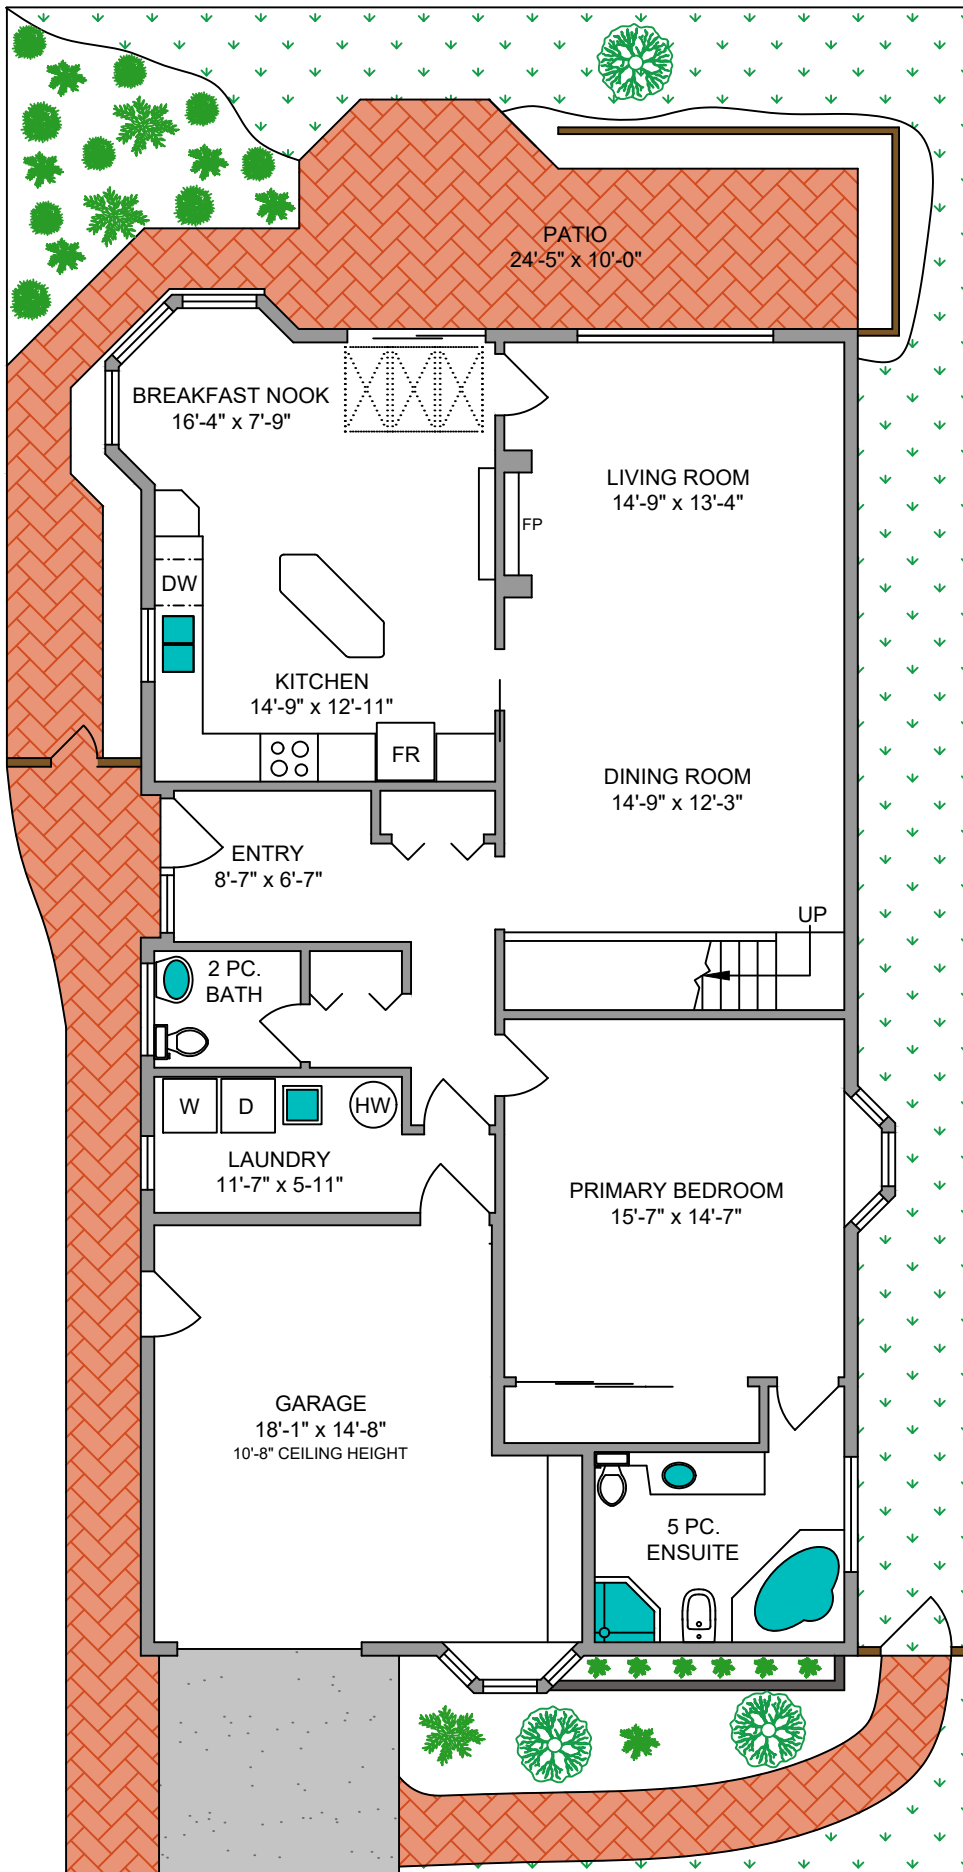 PATIO
24'-5" x 10'-0"
BREAKFAST NOOK
16'-4" x 7'-9"
LIVING ROOM
14'-9" x 13'-4"
FP
DW
KITCHEN
14'-9" x 12'-11"
FR
DINING ROOM
14'-9" x 12'-3"
ENTRY
8'-7" x 6'-7"
UP
2 PC.
BATH
W
D
HW
LAUNDRY
11'-7" x 5-11"
PRIMARY BEDROOM
15'-7" x 14'-7"
GARAGE
18'-1" x 14'-8"
10'-8" CEILING HEIGHT
5 PC.
ENSUITE